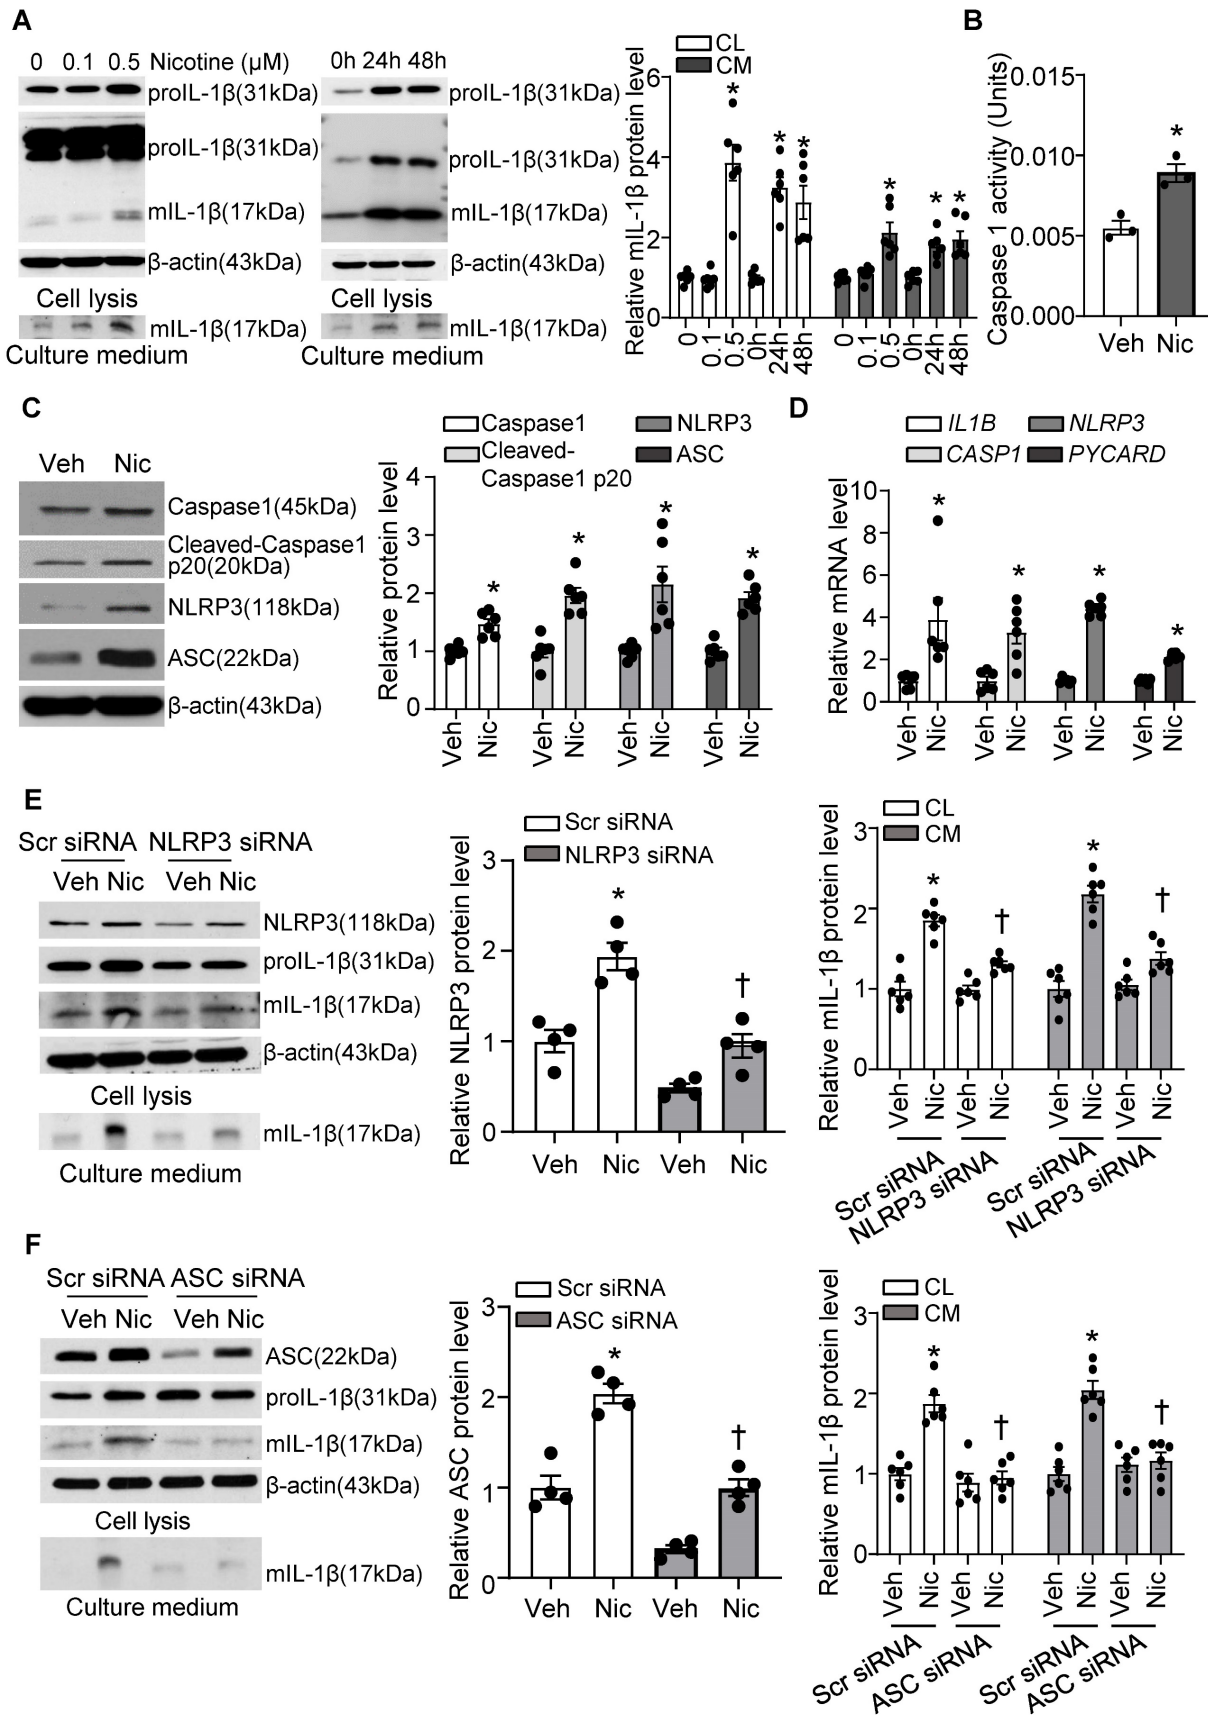 A
0 0.1 0.5 Nicotine (µM)
proIL-1β(31kDa)
proIL-1β(31kDa)
mIL-1β(17kDa)
β-actin(43kDa)
Cell lysis
mIL-1β(17kDa)
Culture medium
0h 24h 48h
proIL-1β(31kDa)
proIL-1β(31kDa)
mIL-1β(17kDa)
β-actin(43kDa)
Cell lysis
mIL-1β(17kDa)
Culture medium
CL
CM
Relative mIL-1β protein level
6
4
2
0
* * * * * *
0 0.1 0.5 0h 24h 48h 0 0.1 0.5 0h 24h 48h
B
Caspase 1 activity (Units)
0.015
0.010
0.005
0.000
*
Veh Nic
C
Veh Nic
Caspase1(45kDa)
Cleaved-Caspase1
p20(20kDa)
NLRP3(118kDa)
ASC(22kDa)
β-actin(43kDa)
Caspase1 NLRP3
Cleaved- ASC
Caspase1 p20
Relative protein level
4
3
2
1
0
* * * *
Veh Nic Veh Nic Veh Nic Veh Nic
D
IL1B NLRP3
CASP1 PYCARD
Relative mRNA level
10
8
6
4
2
0
* * * *
Veh Nic Veh Nic Veh Nic Veh Nic
E
Scr siRNA NLRP3 siRNA
Veh Nic Veh Nic
NLRP3(118kDa)
proIL-1β(31kDa)
mIL-1β(17kDa)
β-actin(43kDa)
Cell lysis
mIL-1β(17kDa)
Culture medium
Scr siRNA
NLRP3 siRNA
Relative NLRP3 protein level
3
2
1
0
* †
Veh Nic Veh Nic
CL
CM
Relative mIL-1β protein level
3
2
1
0
* † * †
Veh Nic Veh Nic Veh Nic Veh Nic
Scr siRNA NLRP3 siRNA Scr siRNA NLRP3 siRNA
F
Scr siRNA ASC siRNA
Veh Nic Veh Nic
ASC(22kDa)
proIL-1β(31kDa)
mIL-1β(17kDa)
β-actin(43kDa)
Cell lysis
mIL-1β(17kDa)
Culture medium
Scr siRNA
ASC siRNA
Relative ASC protein level
3
2
1
0
* †
Veh Nic Veh Nic
CL
CM
Relative mIL-1β protein level
3
2
1
0
* † * †
Veh Nic Veh Nic Veh Nic Veh Nic
Scr siRNA ASC siRNA Scr siRNA ASC siRNA